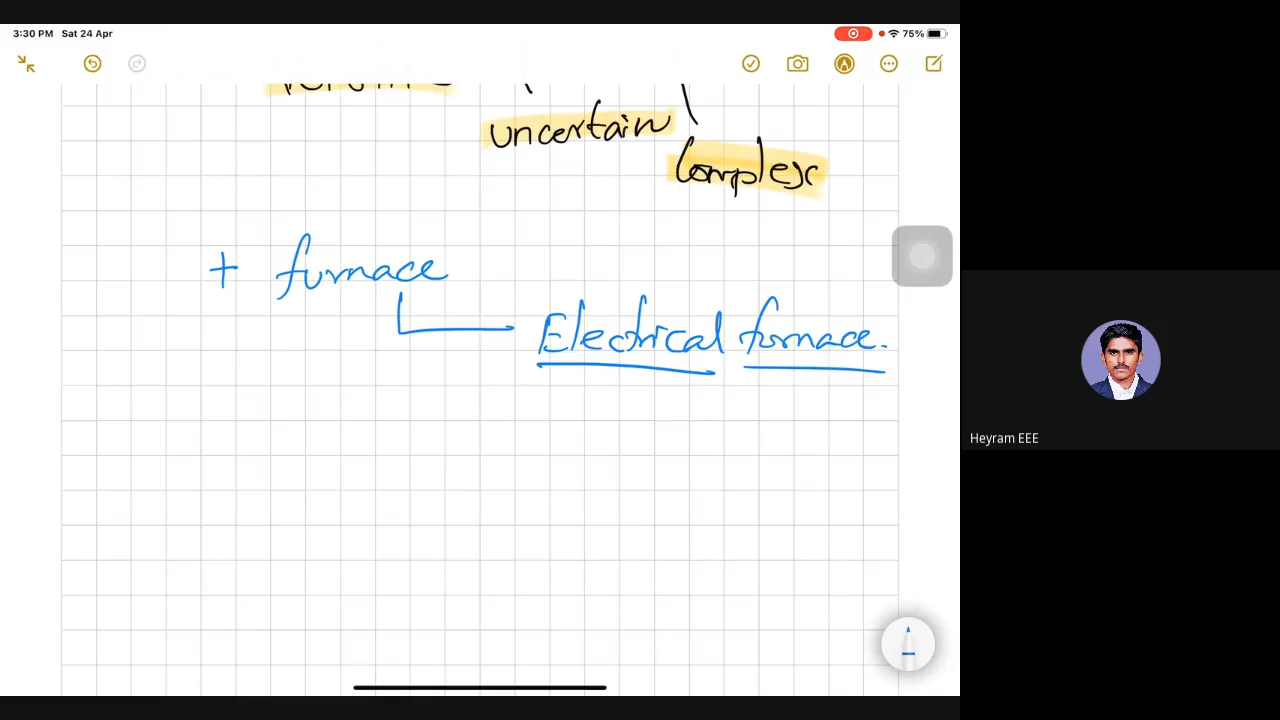 3:30 PM Sat 24 Apr 75%
uncertain
Complex
+ furnace
Electrical furnace.
Heyram EEE